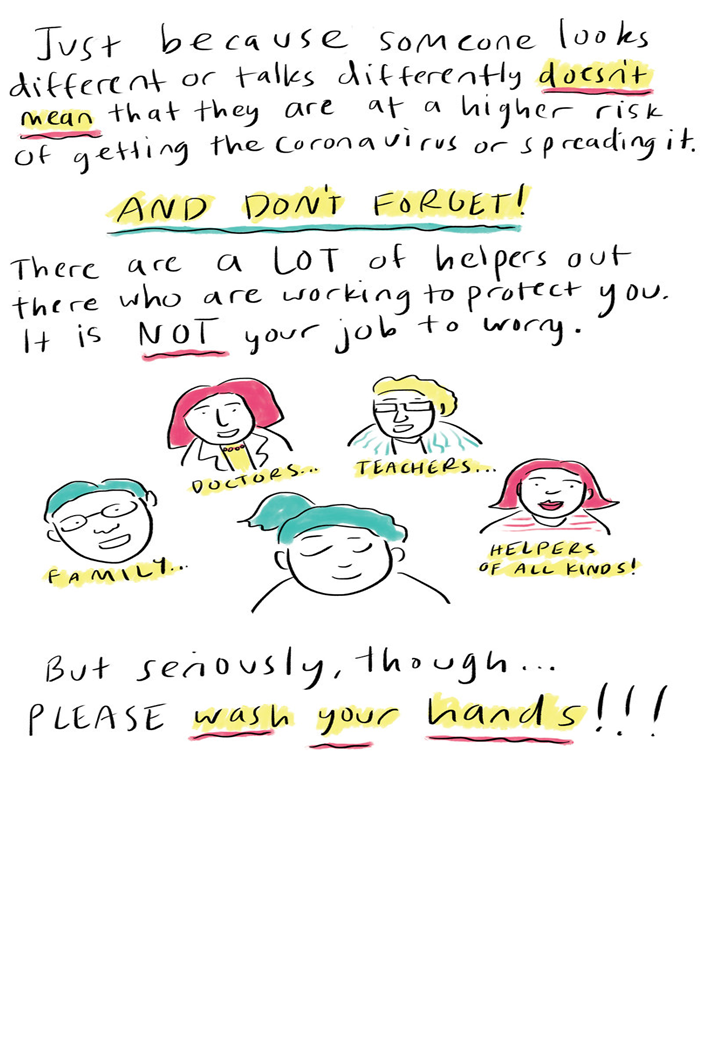 Just because someone looks
different or talks differently doesn't
mean that they are at a higher risk
of getting the coronavirus or spreading it.
AND DON'T FORGET!
There are a LOT of helpers out
there who are working to protect you.
It is NOT your job to worry.
DOCTORS...
TEACHERS...
FAMILY...
HELPERS
OF ALL KINDS!
But seriously, though...
PLEASE wash your hands!!!